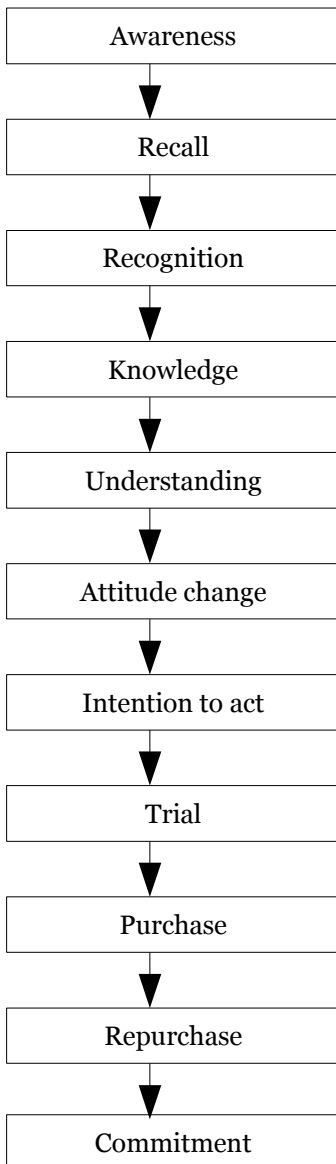 Awareness
Recall
Recognition
Knowledge
Understanding
Attitude change
Intention to act
Trial
Purchase
Repurchase
Commitment